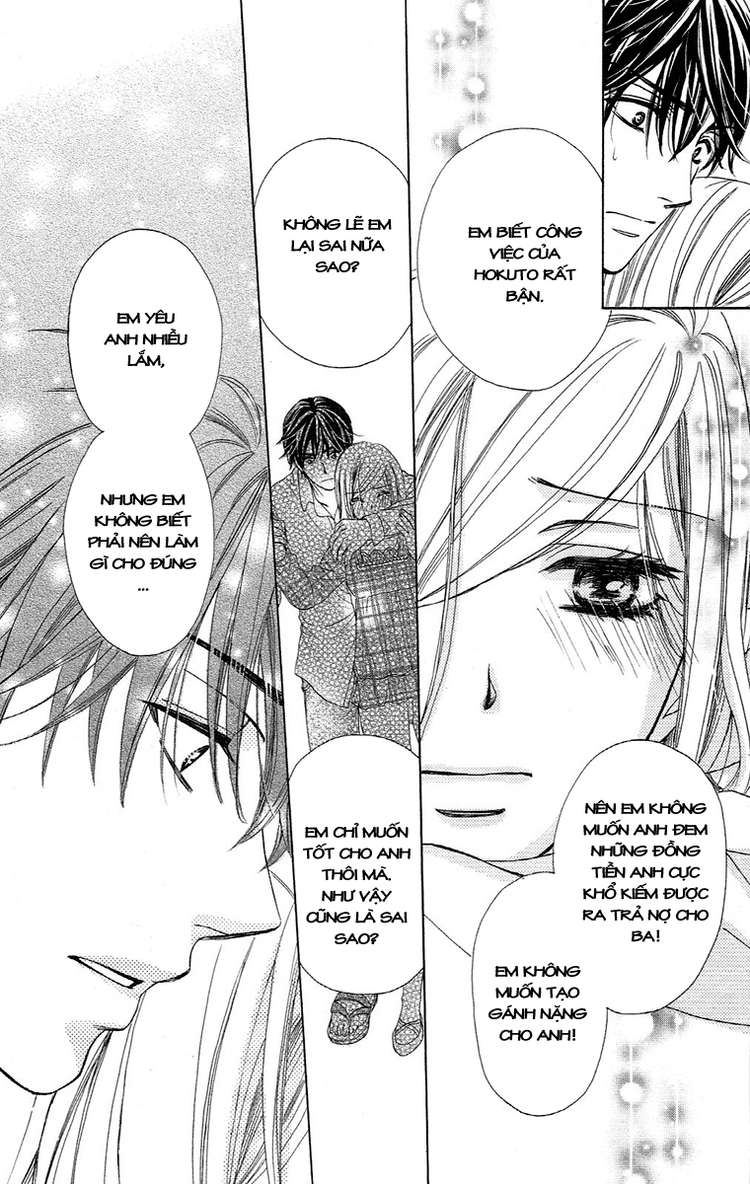 EM BIẾT CÔNG
VIỆC CỦA
HOKUTO RẤT
BẬN.
NÊN EM KHÔNG
MUỐN ANH ĐEM
NHỮNG ĐỒNG
TIỀN ANH CỰC
KHỔ KIẾM ĐƯỢC
RA TRẢ NỢ CHO
BA!
EM KHÔNG
MUỐN TẠO
GÁNH NẶNG
CHO ANH!
KHÔNG LẼ EM
LẠI SAI NỮA
SAO?
EM CHỈ MUỐN
TỐT CHO ANH
THÔI MÀ.
NHƯ VẬY
CŨNG LÀ SAI
SAO?
EM YÊU
ANH NHIỀU
LẮM,
NHƯNG EM
KHÔNG BIẾT
PHẢI NÊN LÀM
GÌ CHO ĐÚNG
...